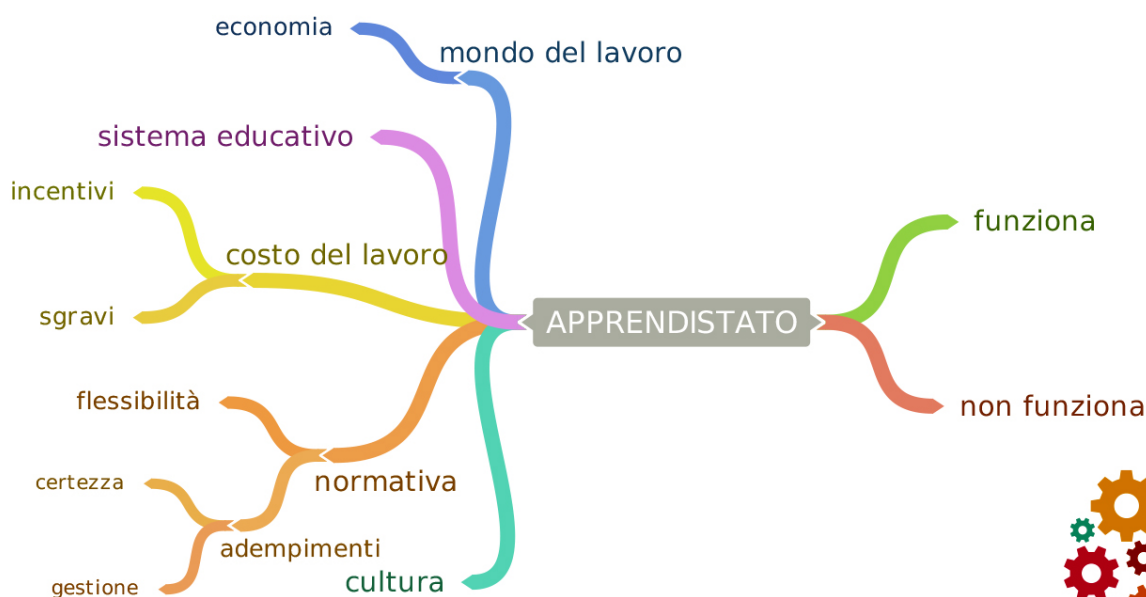 economia
mondo del lavoro
sistema educativo
incentivi
costo del lavoro
sgravi
flessibilità
normativa
certezza
adempimenti
gestione
cultura
APPRENDISTATO
funziona
non funziona